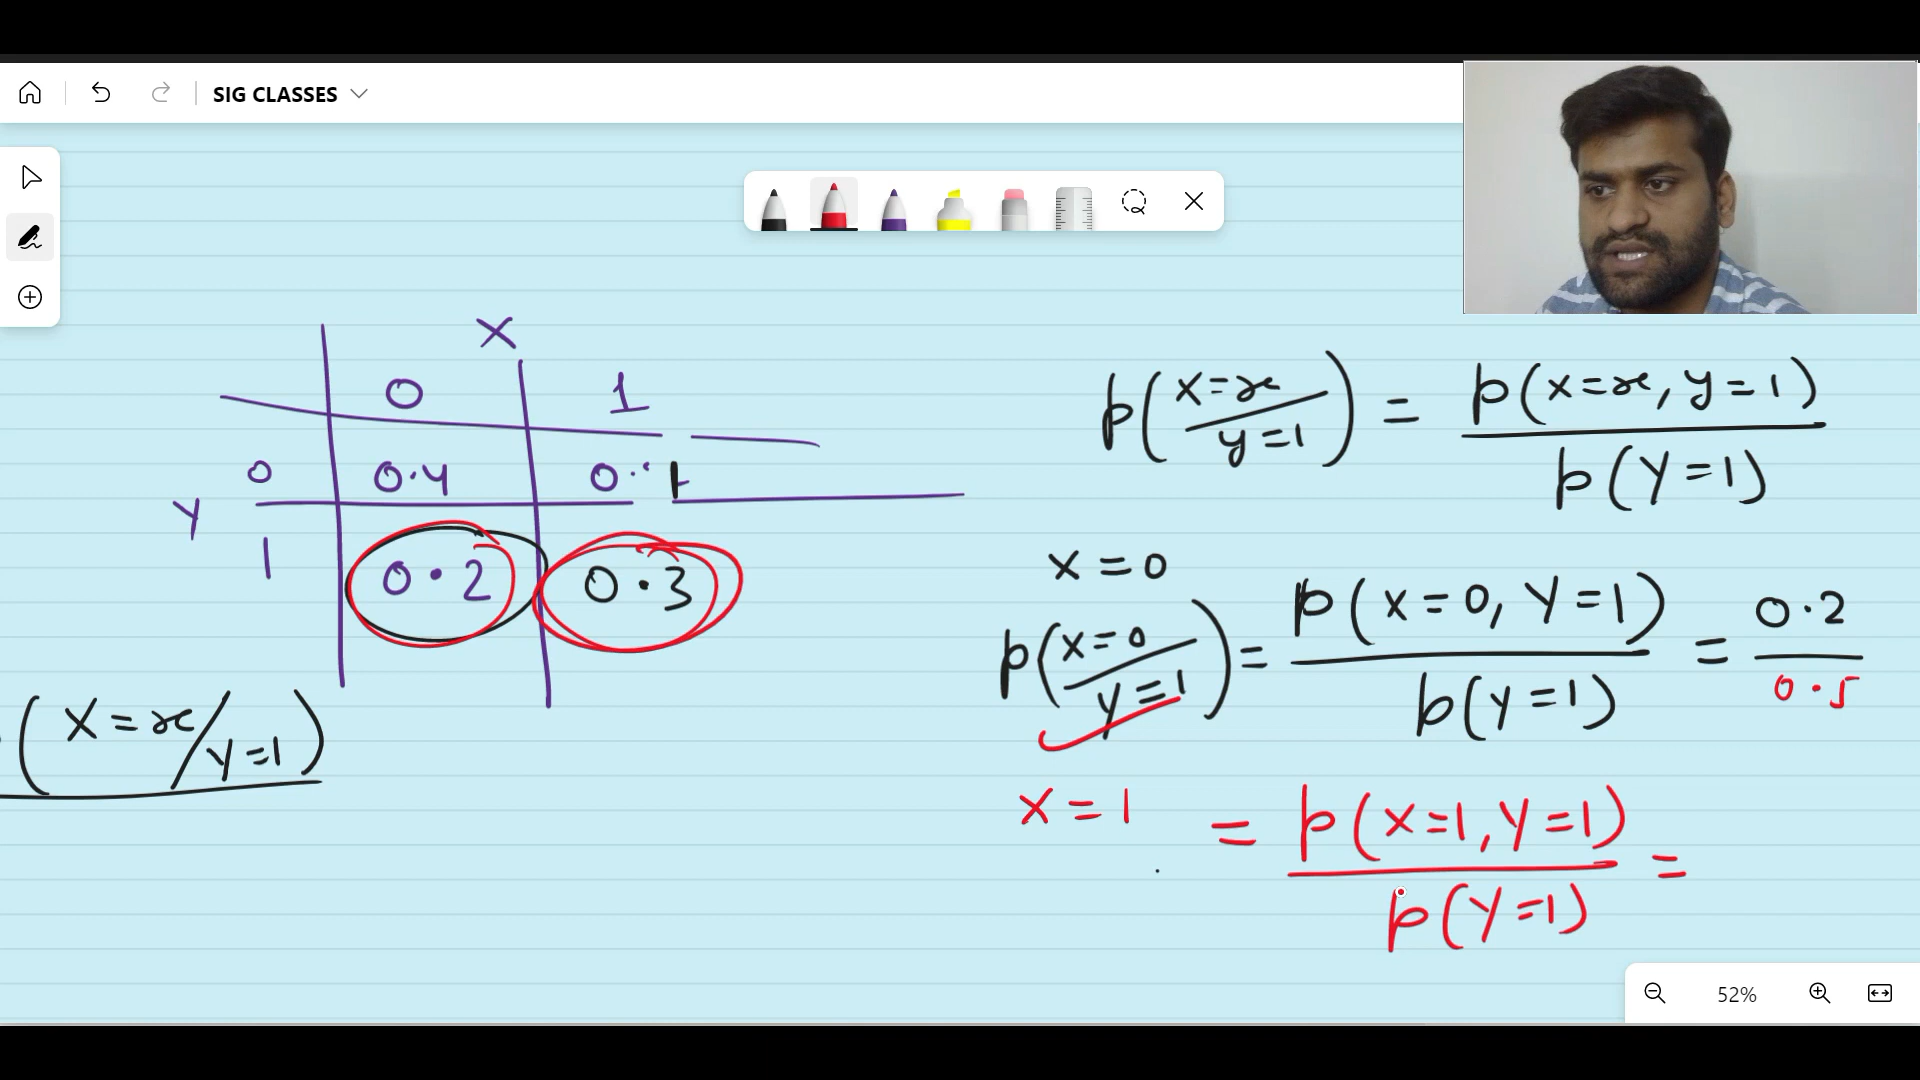 SIG CLASSES
X
0 1
0 0.4
Y
1 0.2 0.3
(X=x/Y=1)
p(X=x/y=1) = p(X=x, y=1)/p(Y=1)
x=0
p(x=0/y=1) = p(x=0, Y=1)/p(y=1) = 0.2/0.5
x=1 = p(x=1, Y=1)/p(Y=1) =
52%